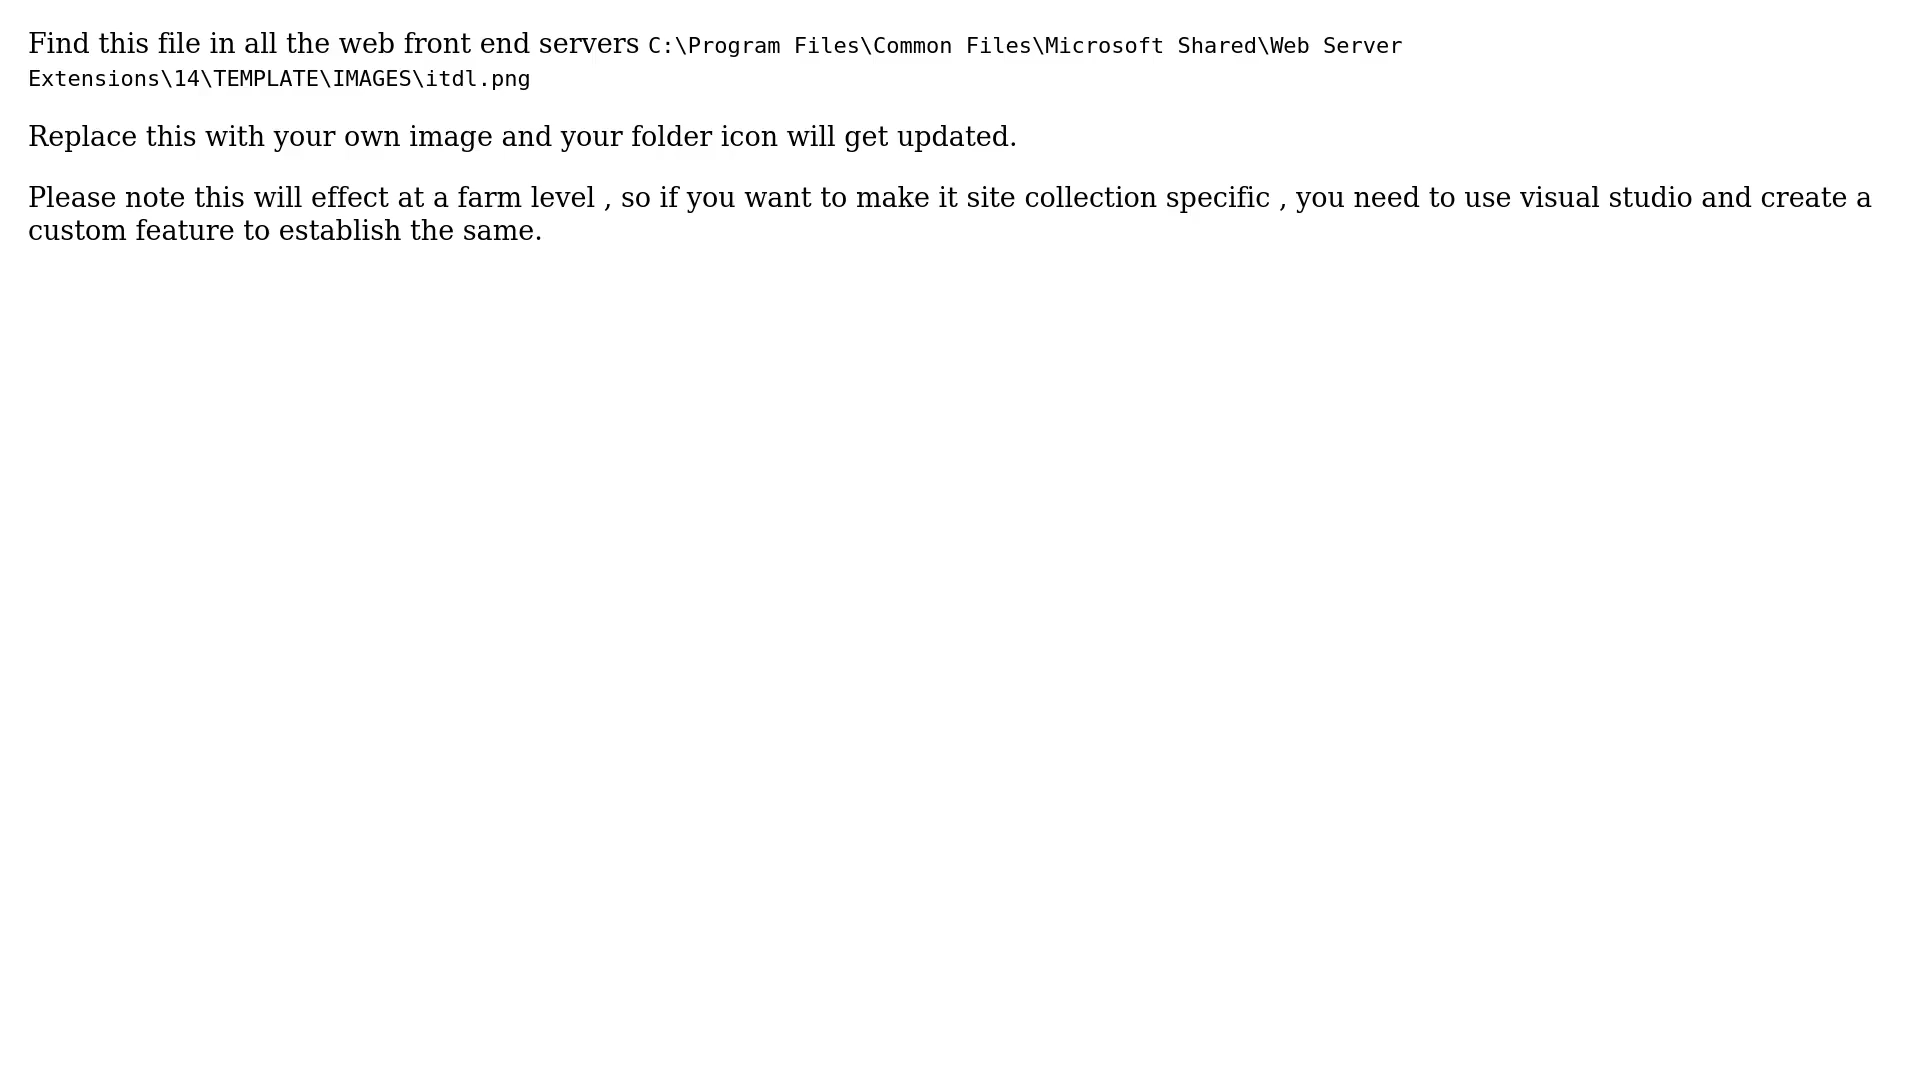 Find this file in all the web front end servers C:\Program Files\Common Files\Microsoft Shared\Web Server
Extensions\14\TEMPLATE\IMAGES\itdl.png
Replace this with your own image and your folder icon will get updated.
Please note this will effect at a farm level , so if you want to make it site collection specific , you need to use visual studio and create a
custom feature to establish the same.